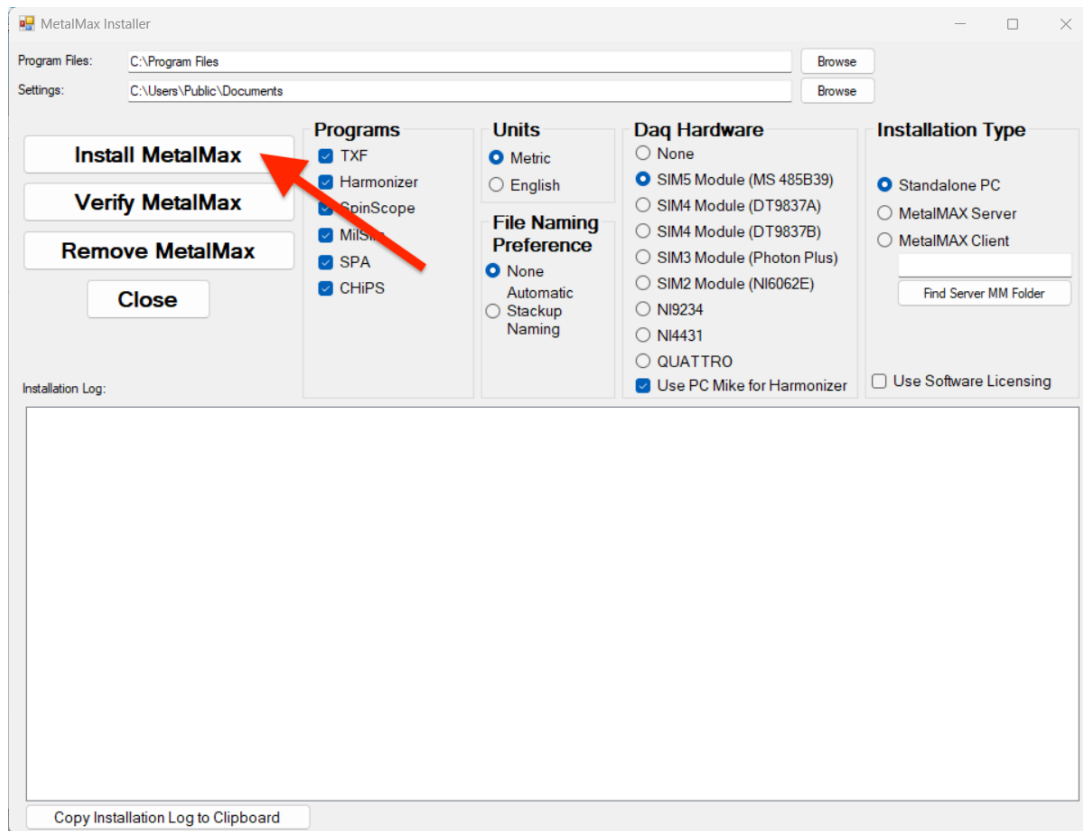 MetalMax Installer
Program Files:
C:\Program Files
Browse
Settings:
C:\Users\Public\Documents
Browse
Install MetalMax
Verify MetalMax
Remove MetalMax
Close
Programs
TXF
Harmonizer
SpinScope
SPA
CHiPS
Units
Metric
English
File Naming
Preference
None
Automatic
Stackup
Naming
Daq Hardware
None
SIM5 Module (MS 485B39)
SIM4 Module (DT9837A)
SIM4 Module (DT9837B)
SIM3 Module (Photon Plus)
SIM2 Module (NI6062E)
NI9234
NI4431
QUATTRO
Use PC Mike for Harmonizer
Installation Type
Standalone PC
MetalMAX Server
MetalMAX Client
Find Server MM Folder
Use Software Licensing
Installation Log:
Copy Installation Log to Clipboard